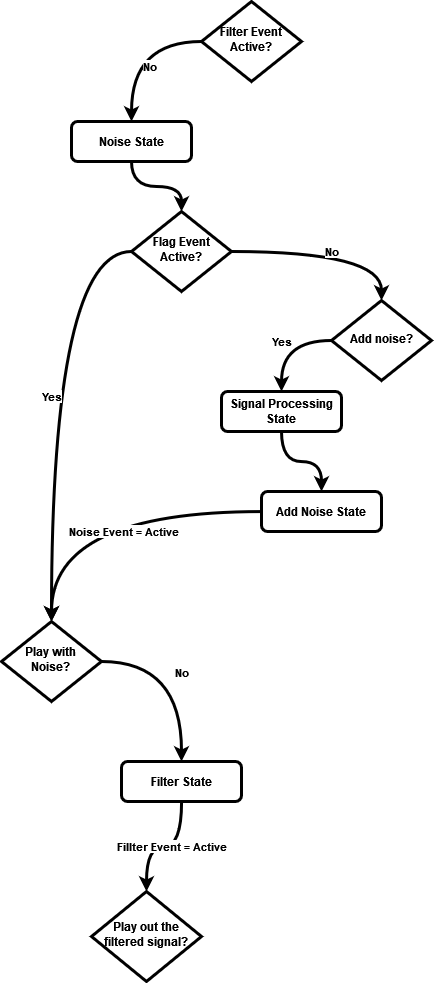 Filter Event
Active?
No
Noise State
Flag Event
Active?
No
Add noise?
Yes
Signal Processing
State
Yes
Add Noise State
Noise Event = Active
Play with
Noise?
No
Filter State
Fillter Event = Active
Play out the
filtered signal?